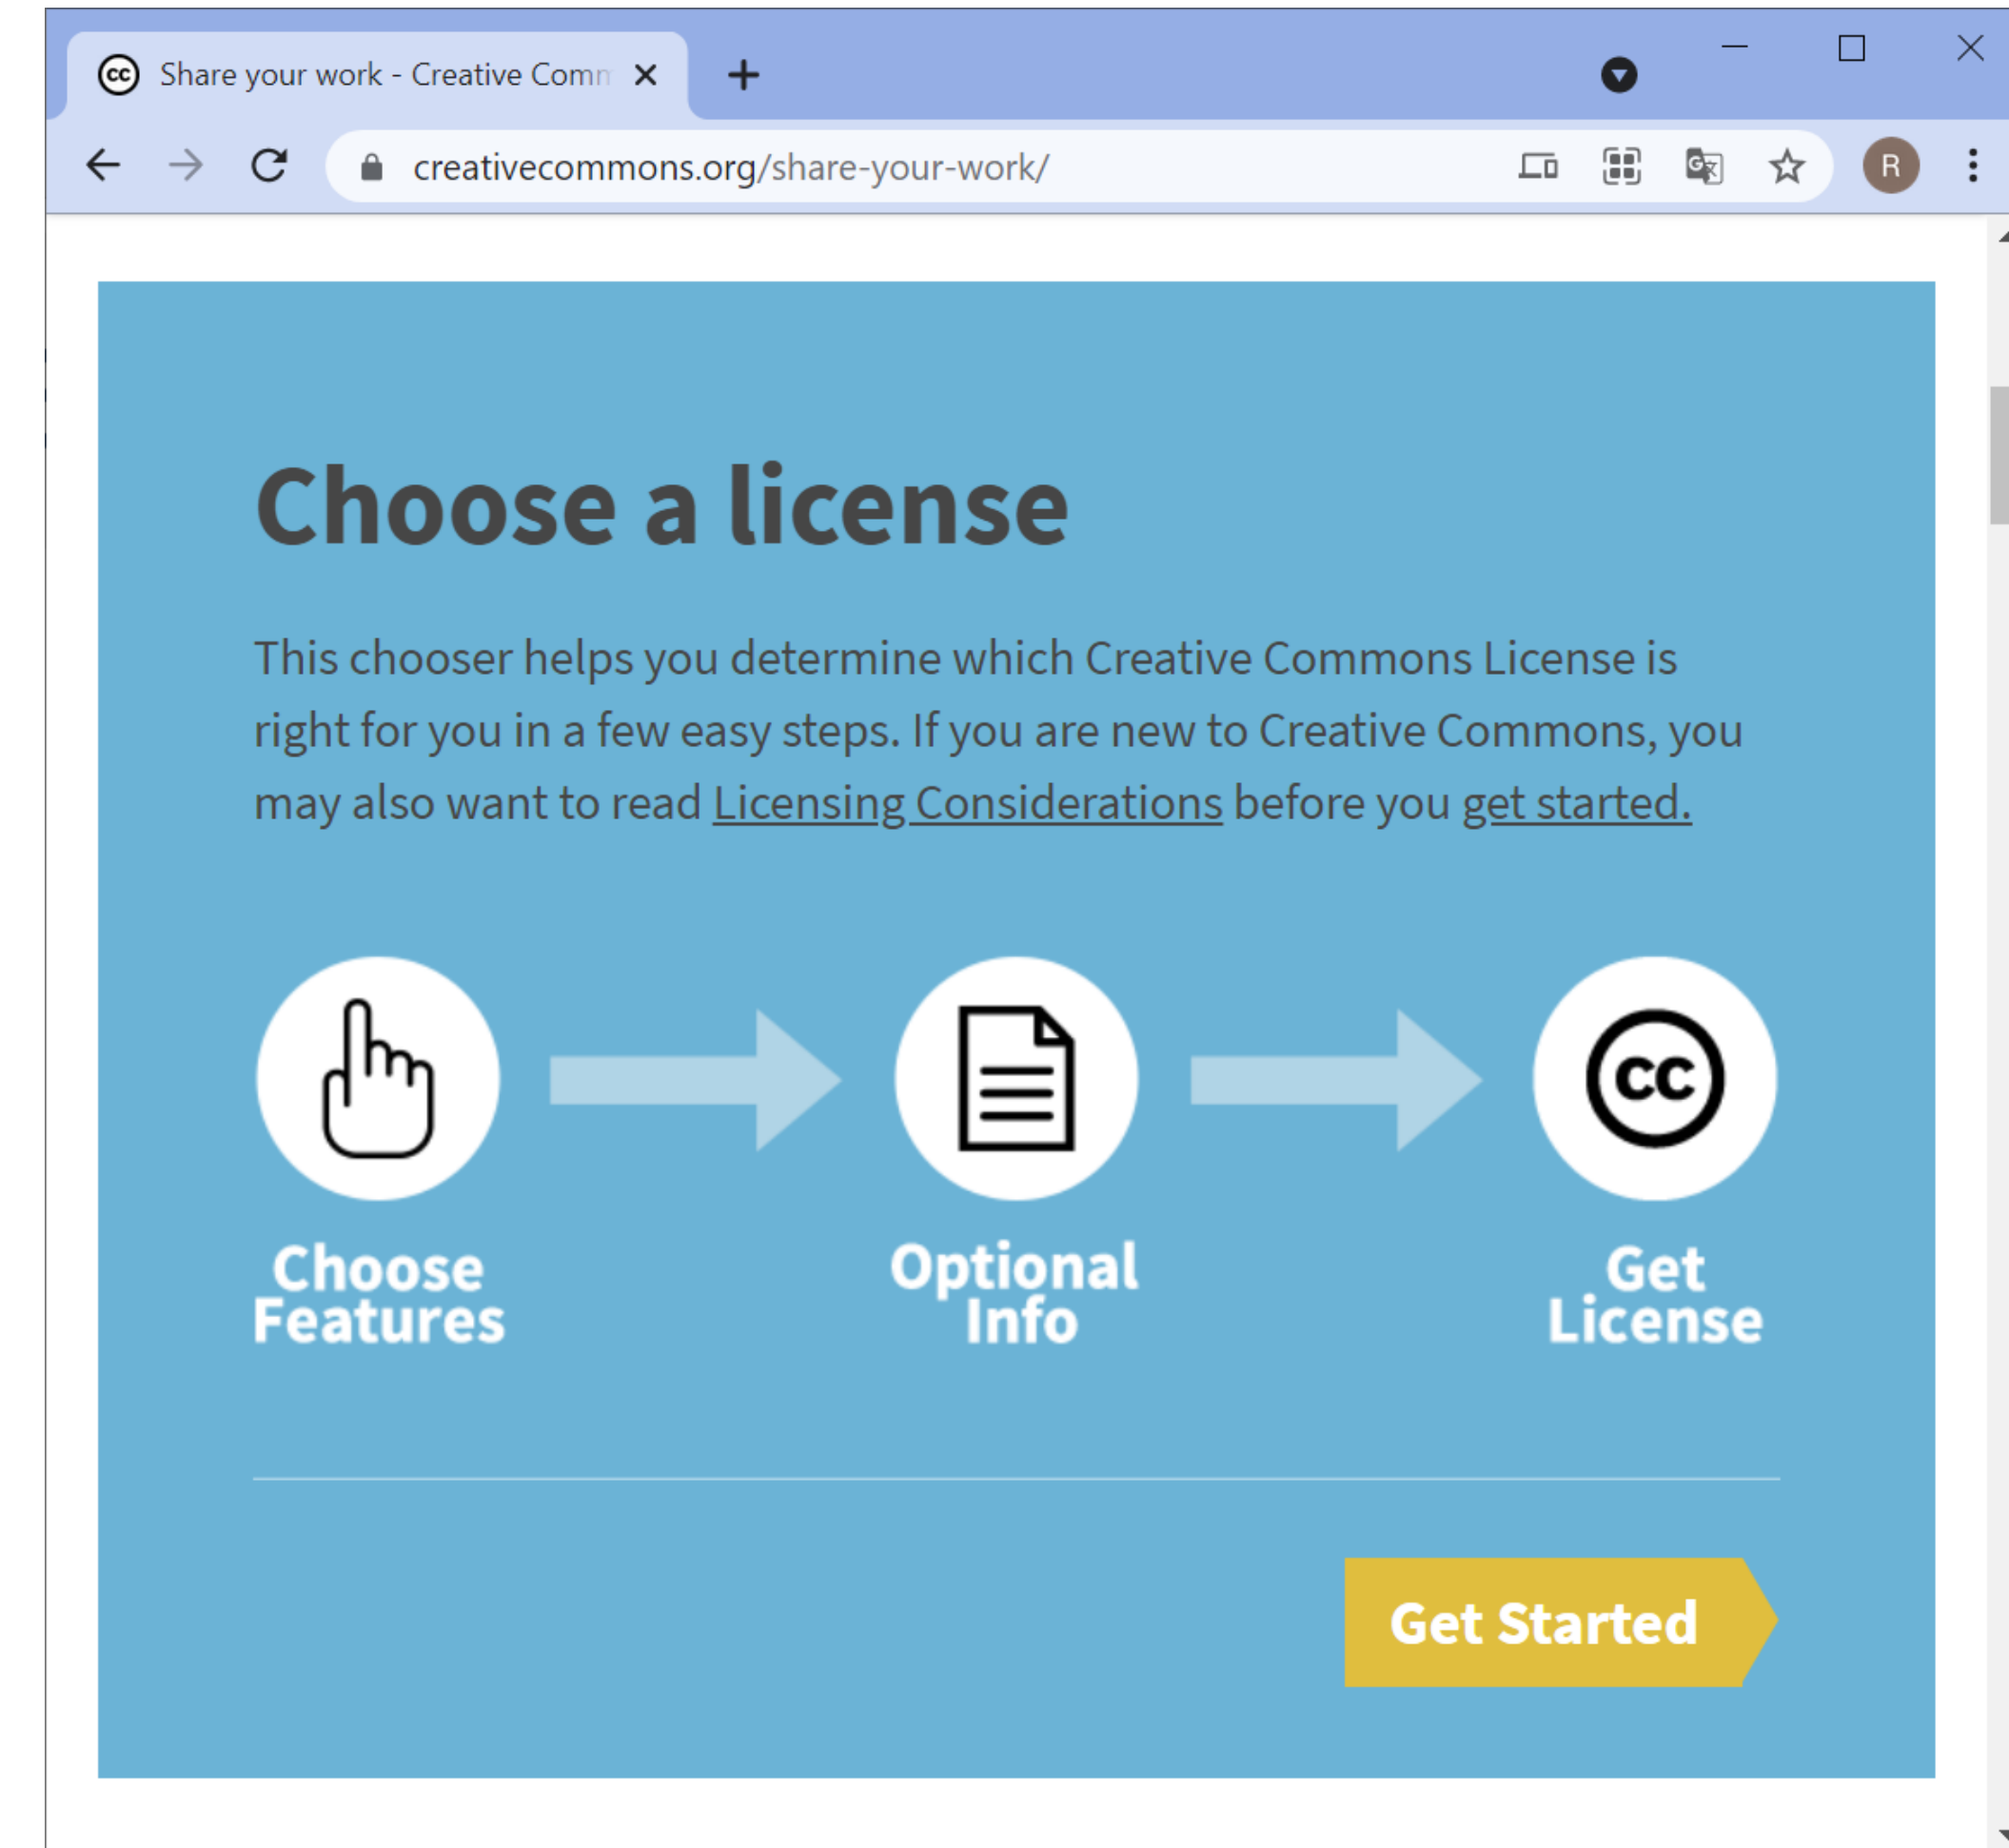 Share your work - Creative Comm
creativecommons.org/share-your-work/
R
Choose a license
This chooser helps you determine which Creative Commons License is
right for you in a few easy steps. If you are new to Creative Commons, you
may also want to read Licensing Considerations before you get started.
cc
Choose
Features
Optional
Info
Get
License
Get Started